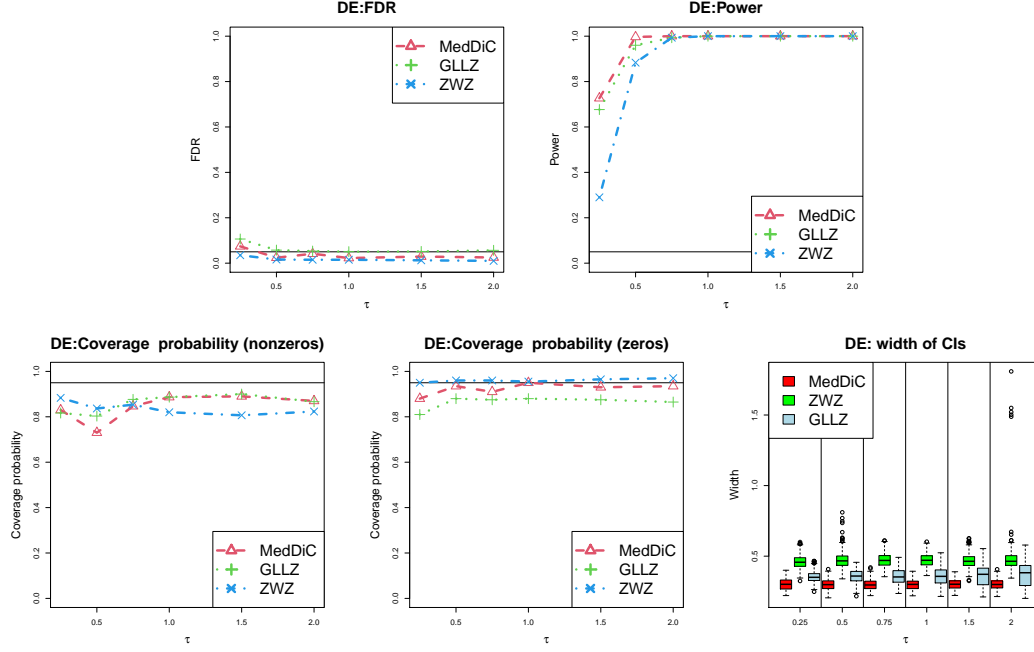 DE:FDR
FDR
0.0 0.2 0.4 0.6 0.8 1.0
MedDiC
GLLZ
ZWZ
0.5 1.0 1.5 2.0
τ
DE:Power
Power
0.0 0.2 0.4 0.6 0.8 1.0
MedDiC
GLLZ
ZWZ
0.5 1.0 1.5 2.0
τ
DE:Coverage probability (nonzeros)
Coverage probability
0.0 0.2 0.4 0.6 0.8 1.0
MedDiC
GLLZ
ZWZ
0.5 1.0 1.5 2.0
τ
DE:Coverage probability (zeros)
Coverage probability
0.0 0.2 0.4 0.6 0.8 1.0
MedDiC
GLLZ
ZWZ
0.5 1.0 1.5 2.0
τ
DE: width of CIs
Width
0.5 1.0 1.5
MedDiC
ZWZ
GLLZ
0.25 0.5 0.75 1 1.5 2
τ